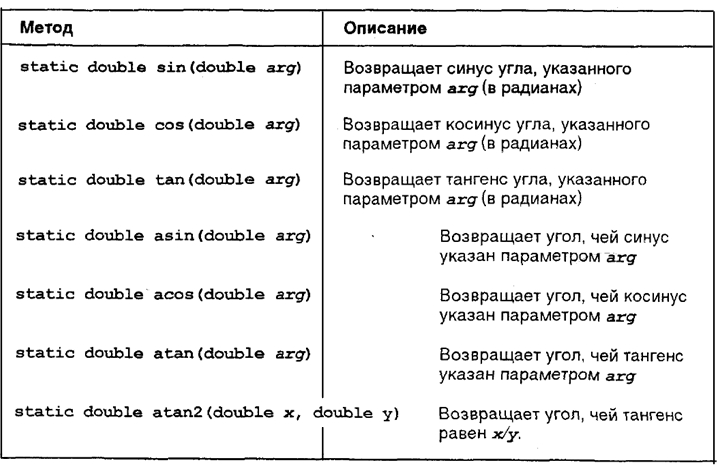 Метод Описание
static double sin(double arg) Возвращает синус угла, указанного
параметром arg (в радианах)
static double cos(double arg) Возвращает косинус угла, указанного
параметром arg (в радианах)
static double tan(double arg) Возвращает тангенс угла, указанного
параметром arg (в радианах)
static double asin(double arg) Возвращает угол, чей синус
указан параметром arg
static double acos(double arg) Возвращает угол, чей косинус
указан параметром arg
static double atan(double arg) Возвращает угол, чей тангенс
указан параметром arg
static double atan2(double x, double y) Возвращает угол, чей тангенс
равен x/y.